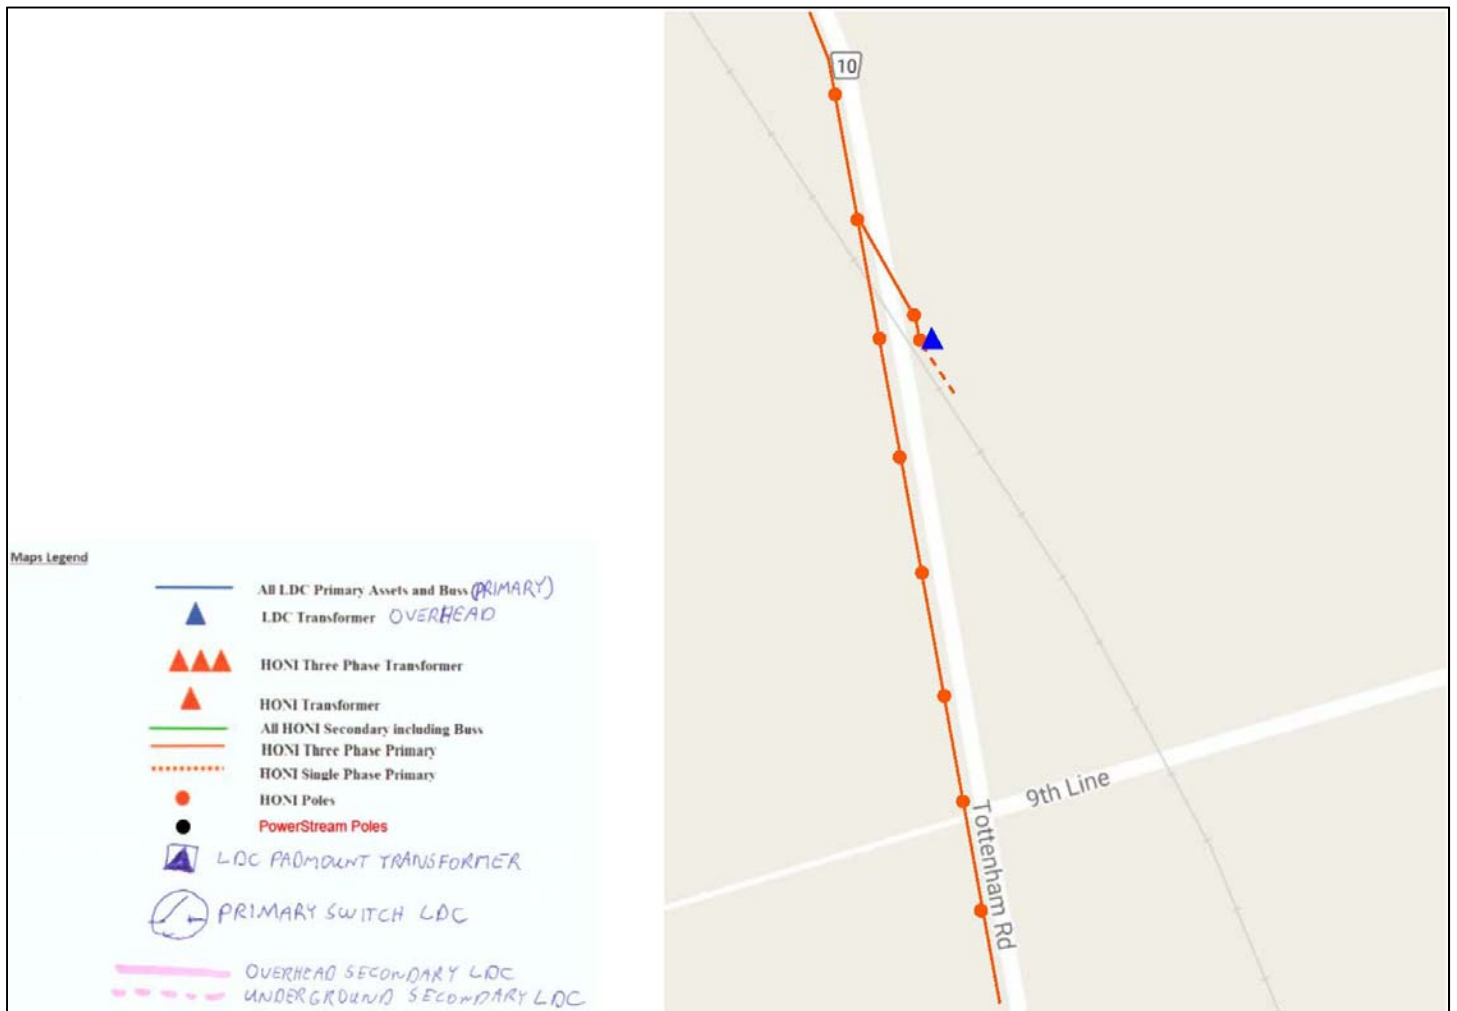 10
Maps Legend
All LDC Primary Assets and Buss (PRIMARY)
LDC Transformer OVERHEAD
HONI Three Phase Transformer
HONI Transformer
All HONI Secondary including Buss
HONI Three Phase Primary
HONI Single Phase Primary
HONI Poles
PowerStream Poles
LDC PADMOUNT TRANSFORMER
PRIMARY SWITCH LDC
OVERHEAD SECONDARY LDC
UNDERGROUND SECONDARY LDC
9th Line
Tottenham Rd